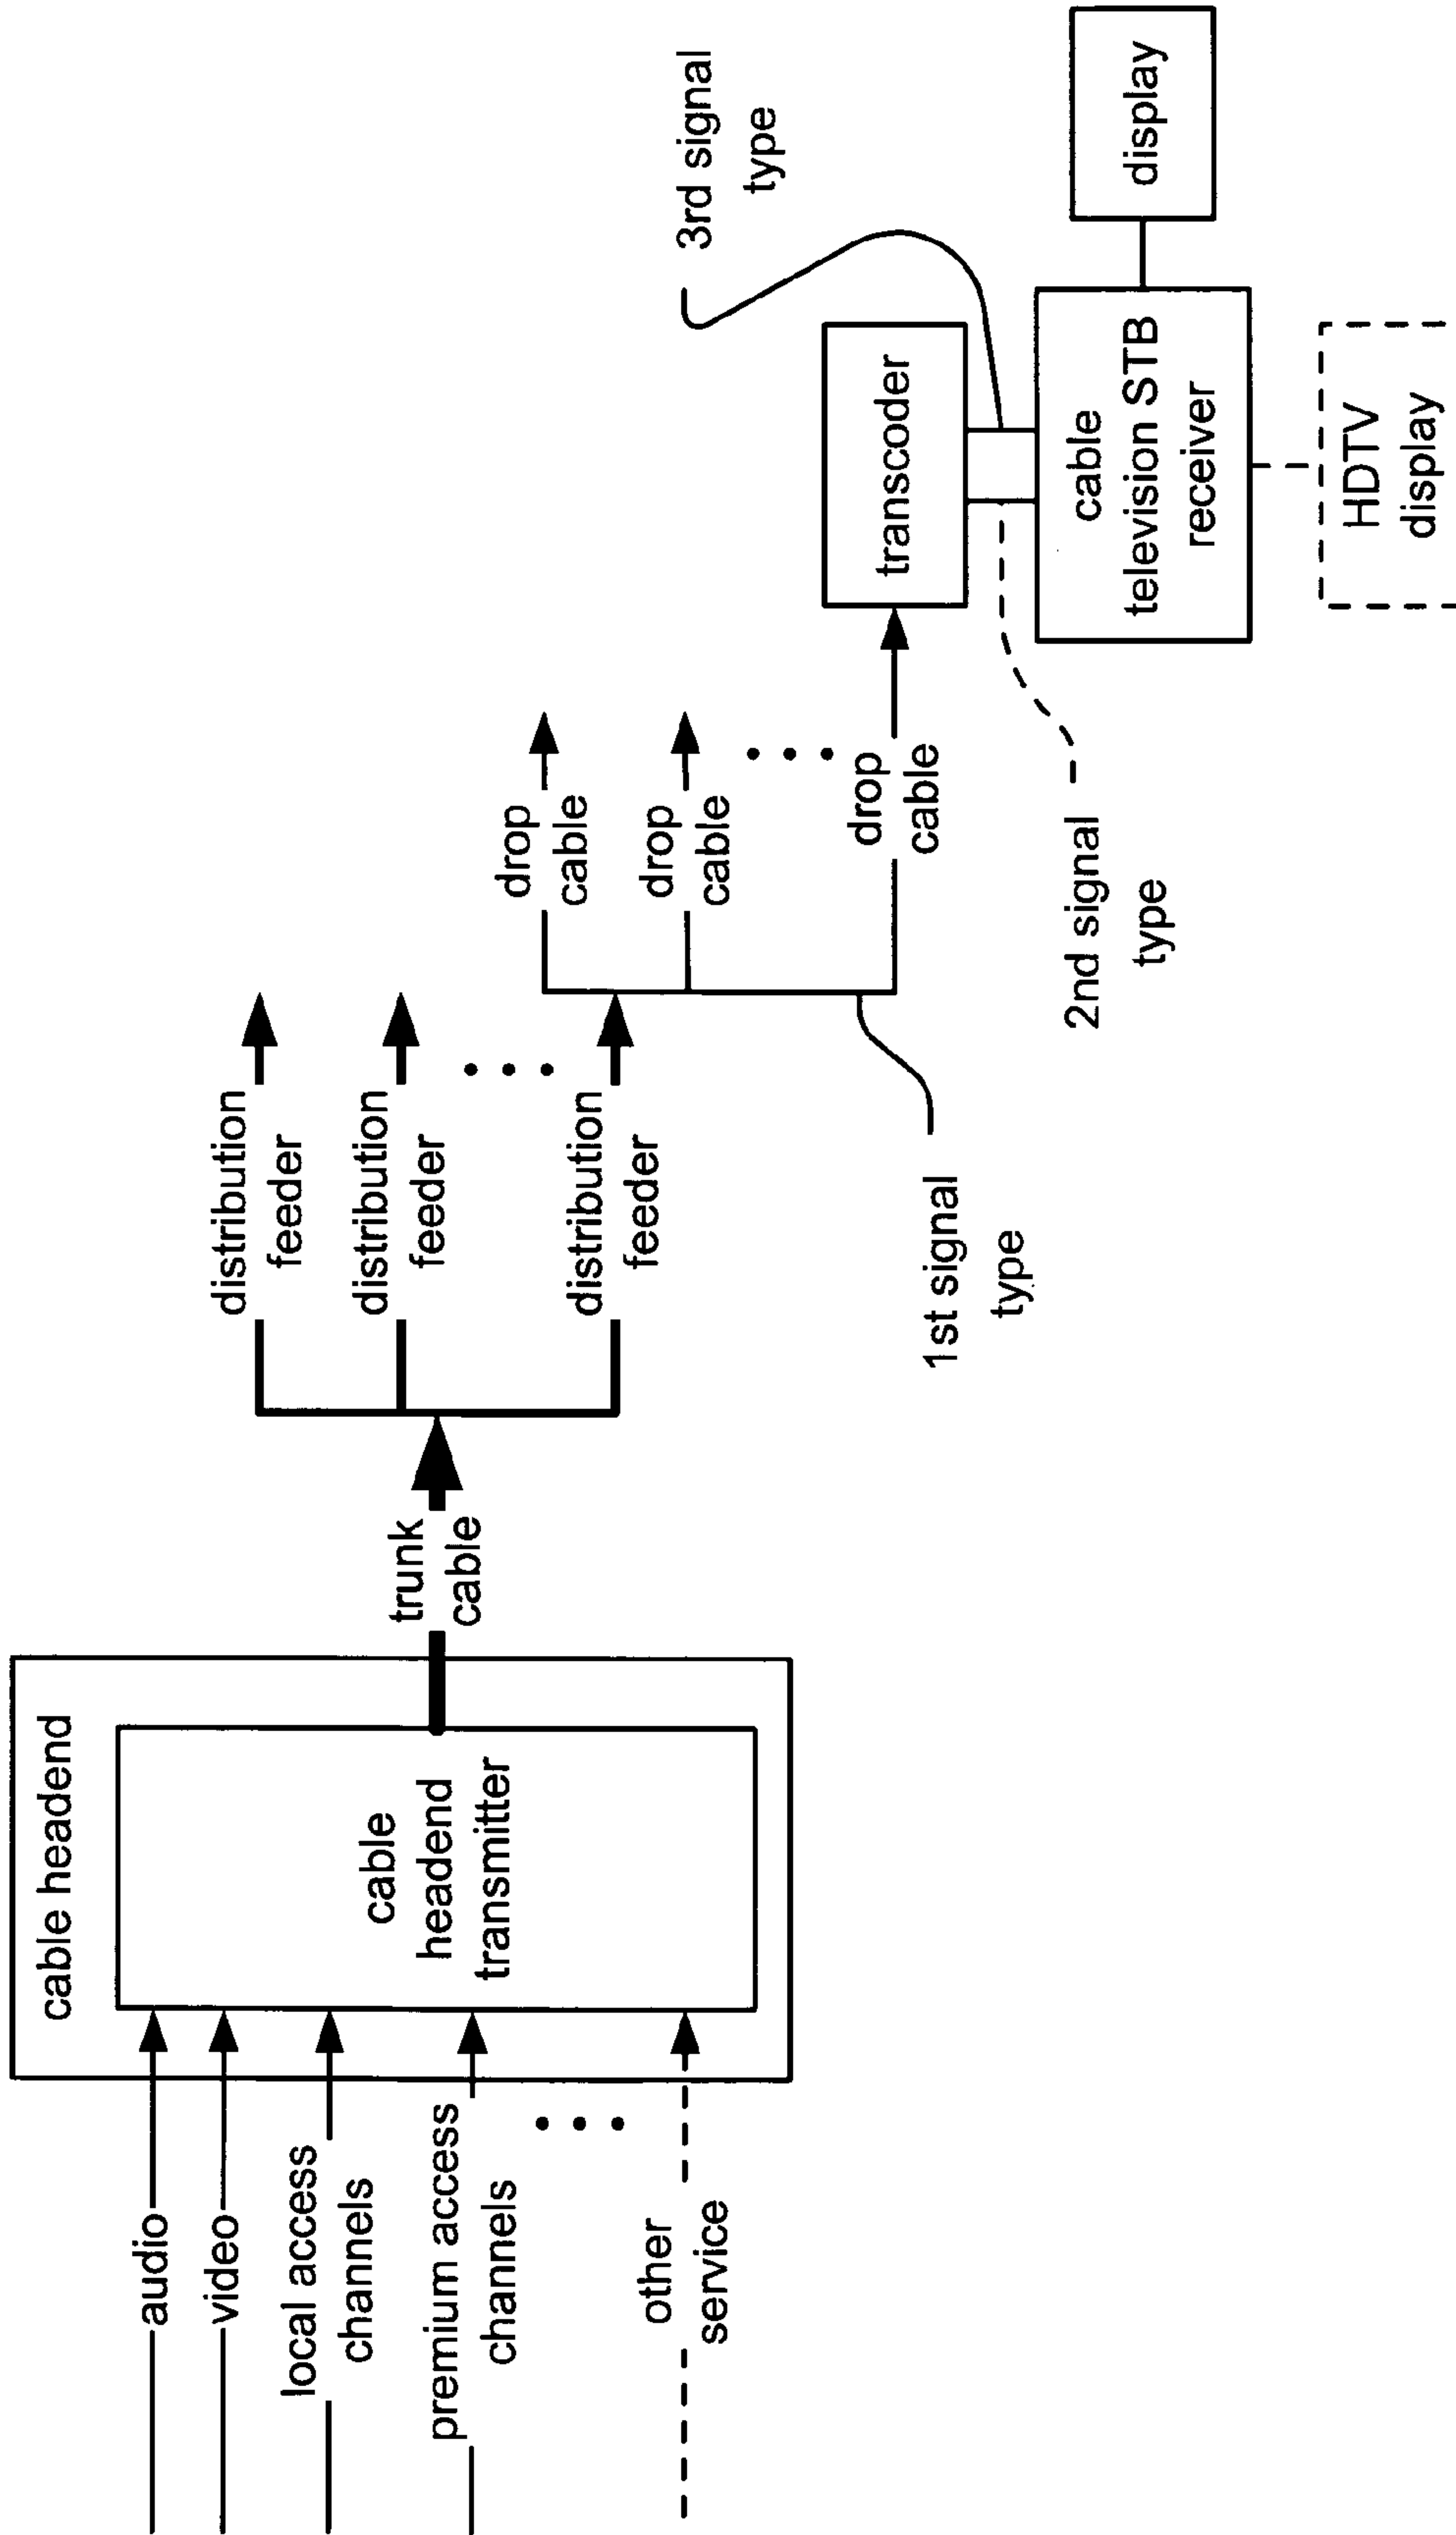 cable headend
audio
video
local access
channels
premium access
channels
other
service
cable
headend
transmitter
trunk
cable
distribution
feeder
distribution
feeder
distribution
feeder
1st signal
type
drop
cable
drop
cable
drop
cable
2nd signal
type
3rd signal
type
transcoder
cable
television STB
receiver
display
HDTV
display